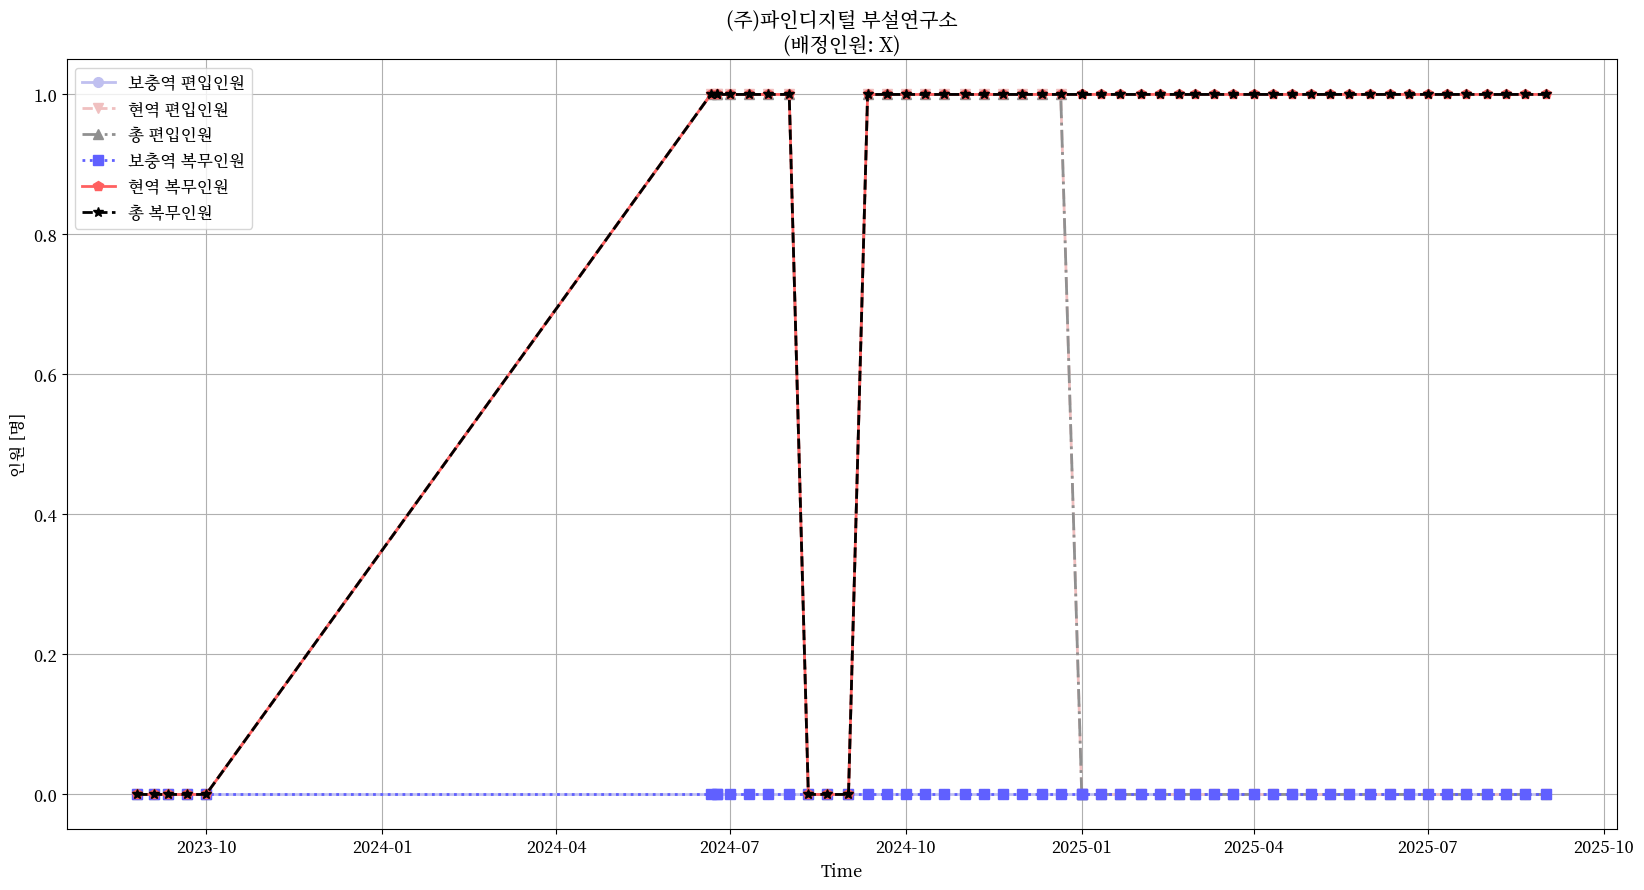 (주)파인디지털 부설연구소
(배정인원: X)
보충역 편입인원
현역 편입인원
총 편입인원
보충역 복무인원
현역 복무인원
총 복무인원
1.0
0.8
0.6
0.4
0.2
0.0
인원 [명]
2023-10
2024-01
2024-04
2024-07
2024-10
2025-01
2025-04
2025-07
2025-10
Time